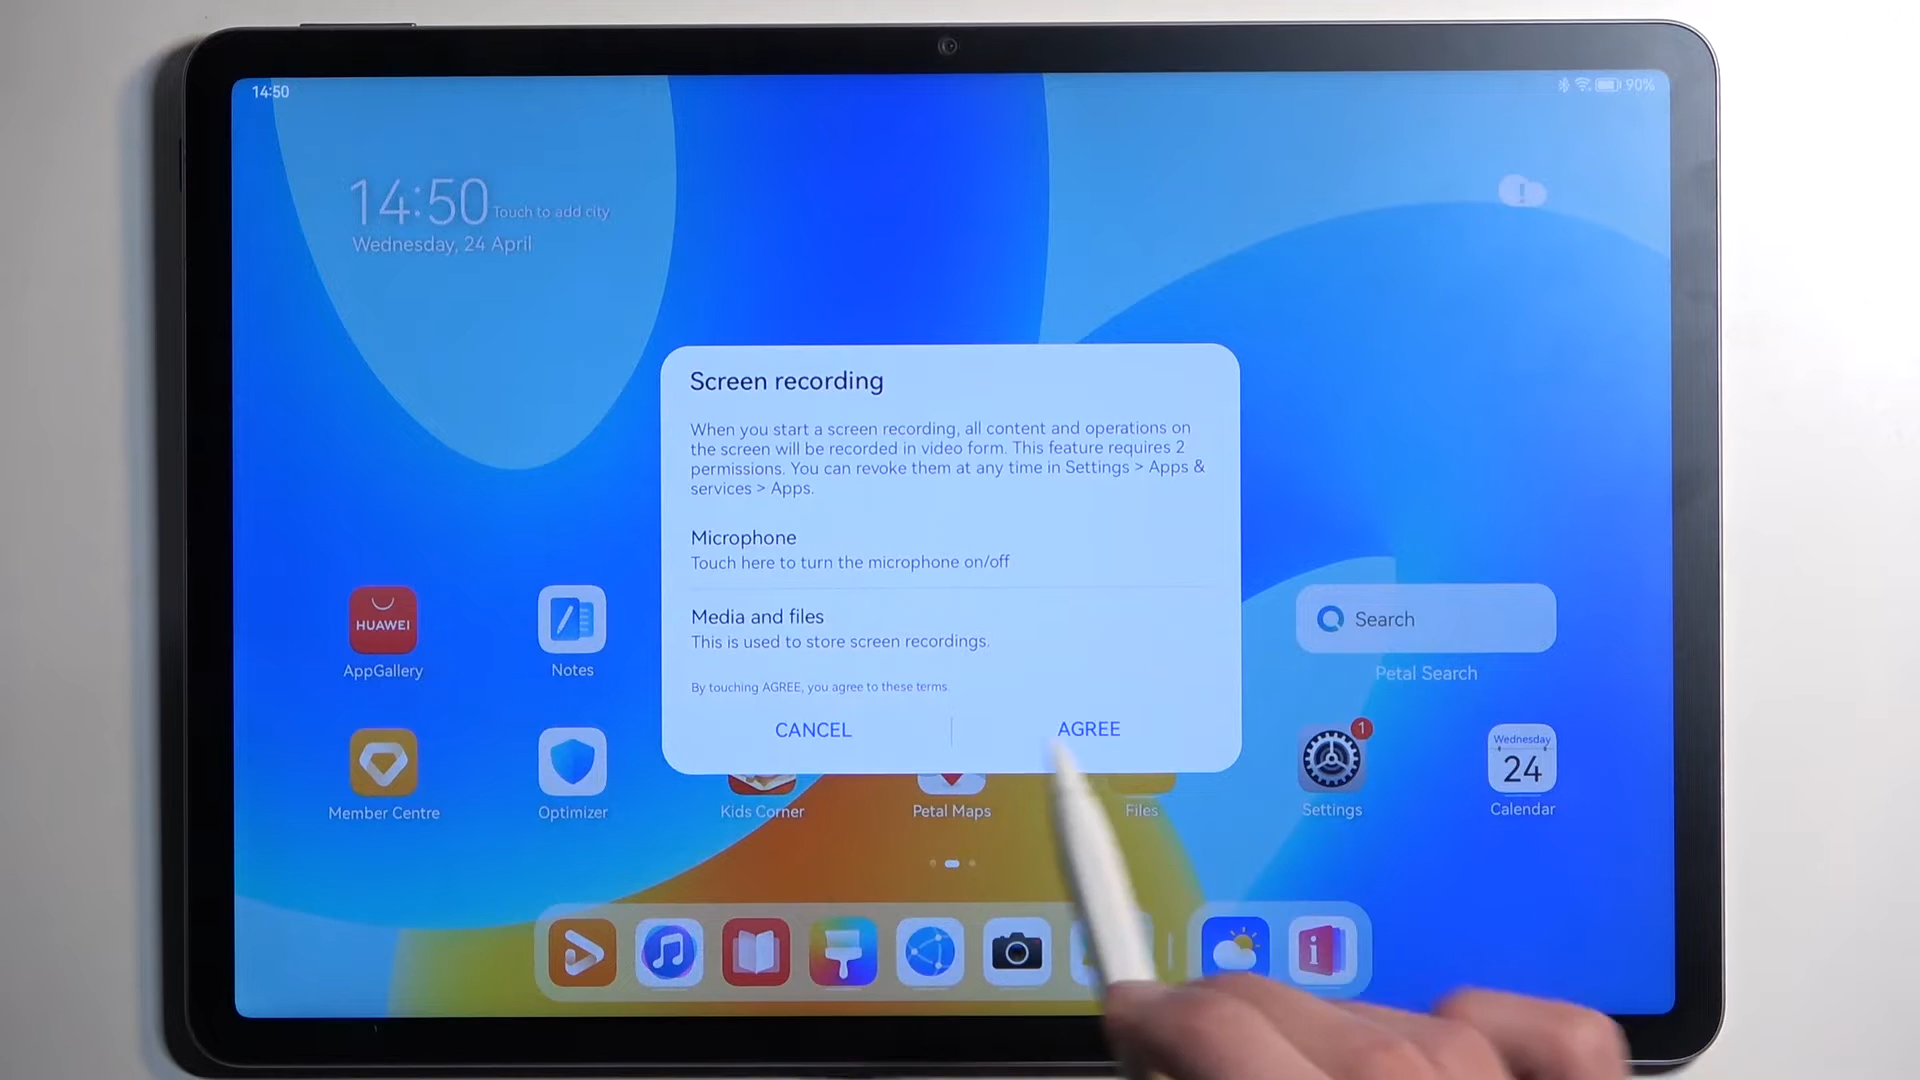 14:50
90%
14:50 Touch to add city
Wednesday, 24 April
Screen recording
When you start a screen recording, all content and operations on
the screen will be recorded in video form. This feature requires 2
permissions. You can revoke them at any time in Settings > Apps &
services > Apps.
Microphone
Touch here to turn the microphone on/off
Media and files
This is used to store screen recordings.
By touching AGREE, you agree to these terms.
CANCEL
AGREE
HUAWEI
AppGallery
Notes
Search
Petal Search
Member Centre
Optimizer
Kids Corner
Petal Maps
Files
1
Settings
Wednesday
24
Calendar